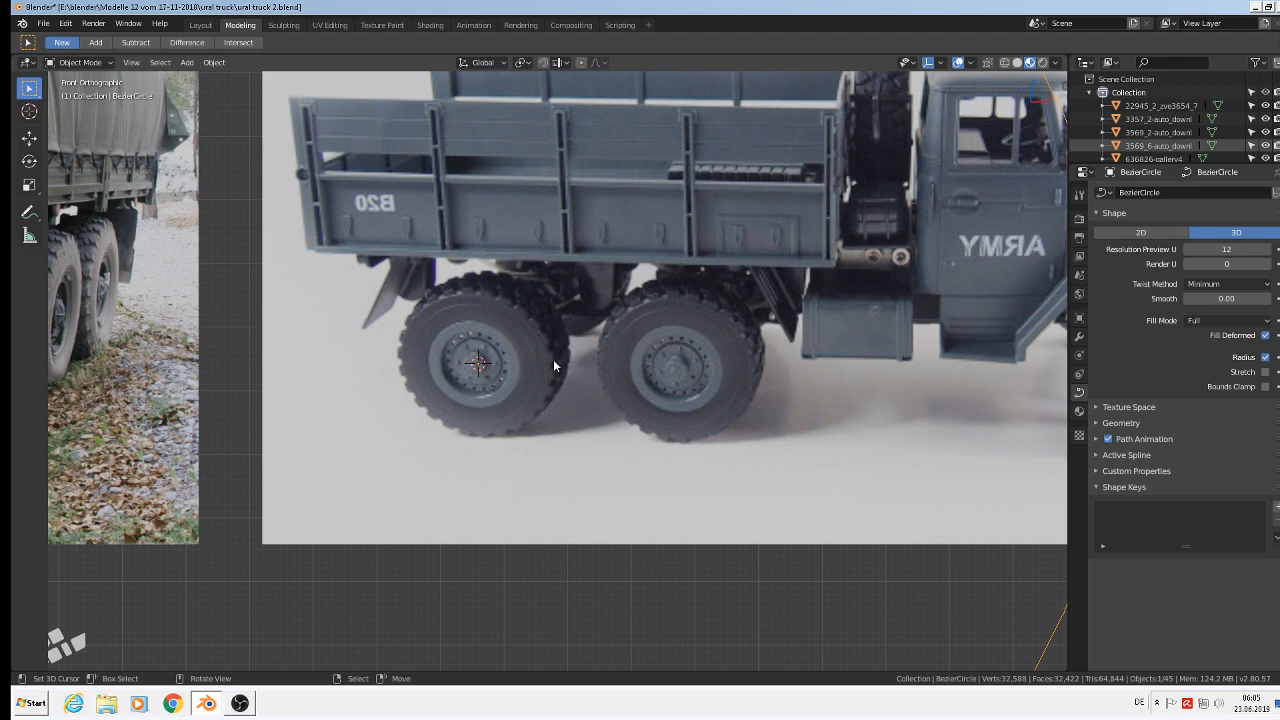 Blender* [E:\blender\Modelle 12 vom 17-11-2018\ural truck\ural truck 2.blend]
File Edit Render Window Help Layout Modeling Sculpting UV Editing Texture Paint Shading Animation Rendering Compositing Scripting + Scene View Layer
New Add Subtract Difference Intersect
Object Mode View Select Add Object Global
Front Orthographic
(1) Collection | BezierCircle
Scene Collection
Collection
22945_2_zve3654_7
3357_2-auto_downl
3569_2-auto_downl
3569_6-auto_downl
636826-gallery4
BezierCircle BezierCircle
BezierCircle
Shape
2D 3D
Resolution Preview U 12
Render U 0
Twist Method Minimum
Smooth 0.00
Fill Mode Full
Fill Deformed
Radius
Stretch
Bounds Clamp
Texture Space
Geometry
Path Animation
Active Spline
Custom Properties
Shape Keys
B20
ARMY
Set 3D Cursor Box Select Rotate View Select Move Collection | BezierCircle | Verts:32,588 | Faces:32,422 | Tris:64,844 | Objects:1/45 | Mem: 124.2 MB | v2.80.57
Start DE 06:05
23.06.2019